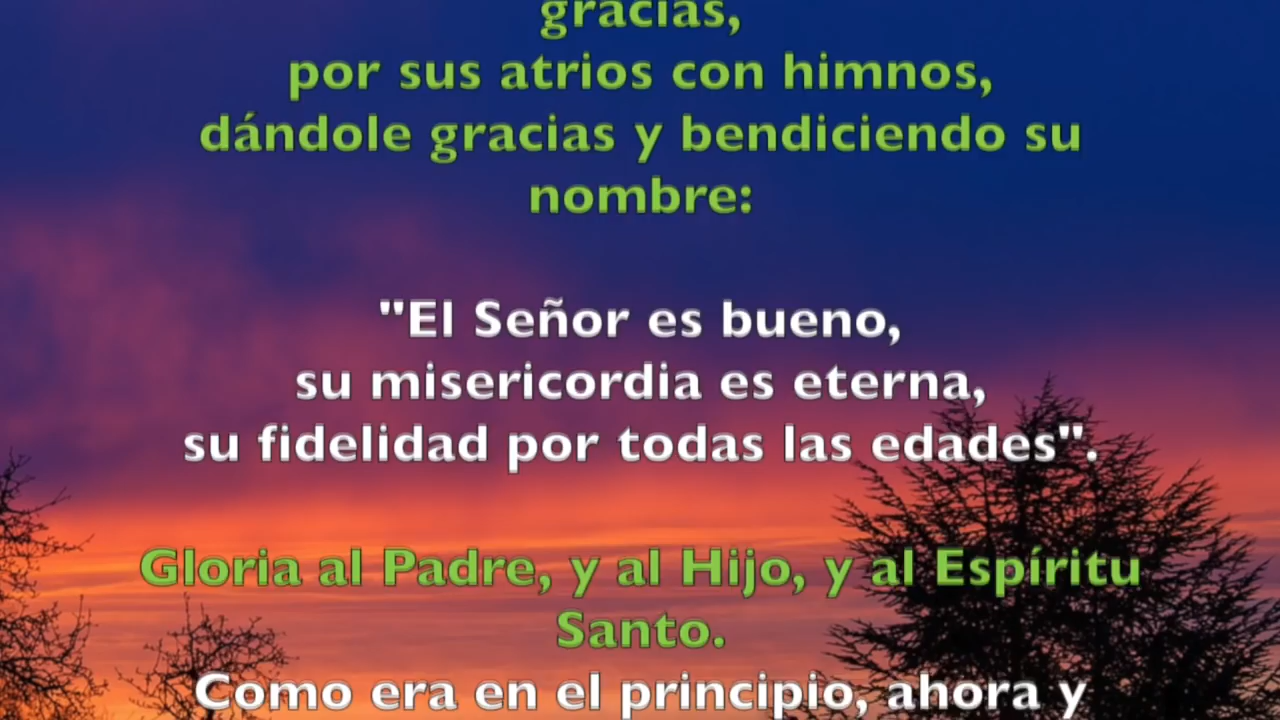 gracias,
por sus atrios con himnos,
dándole gracias y bendiciendo su
nombre:
"El Señor es bueno,
su misericordia es eterna,
su fidelidad por todas las edades".
Gloria al Padre, y al Hijo, y al Espíritu
Santo.
Como era en el principio, ahora y